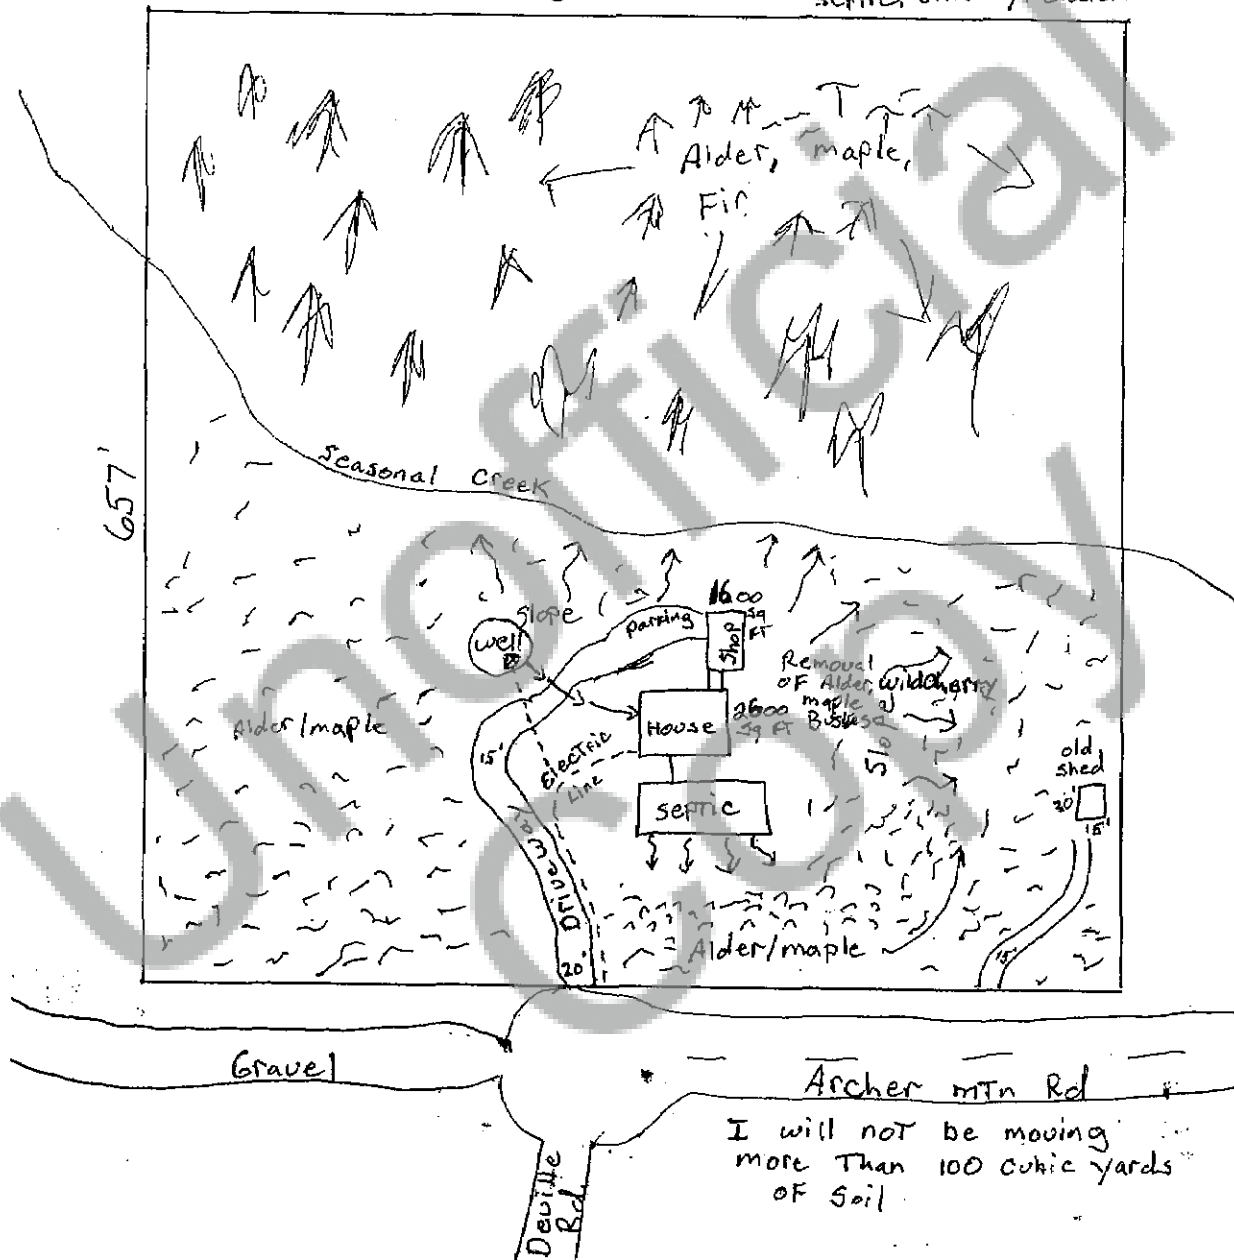 T
Alder, maple,
Fir
657'
Seasonal Creek
Slope
1600
SQ
FT
parking
Shop
well
Removal
OF Alder, wildcherry
maple
House
2600
SQ FT
Alder/maple
15'
Electric
Line
510
old
shed
septic
20'
15'
Driveway
Alder/maple
15'
20'
Gravel
Archer mTn Rd
I will not be moving
more Than 100 cubic yards
OF Soil
Deville
Rd
Unofficial
Copy